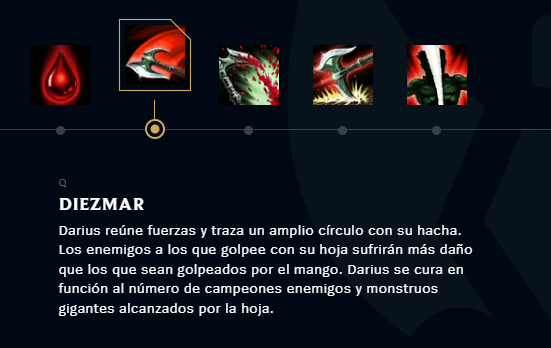 Q
DIEZMAR
Darius reúne fuerzas y traza un amplio círculo con su hacha.
Los enemigos a los que golpee con su hoja sufrirán más daño
que los que sean golpeados por el mango. Darius se cura en
función al número de campeones enemigos y monstruos
gigantes alcanzados por la hoja.